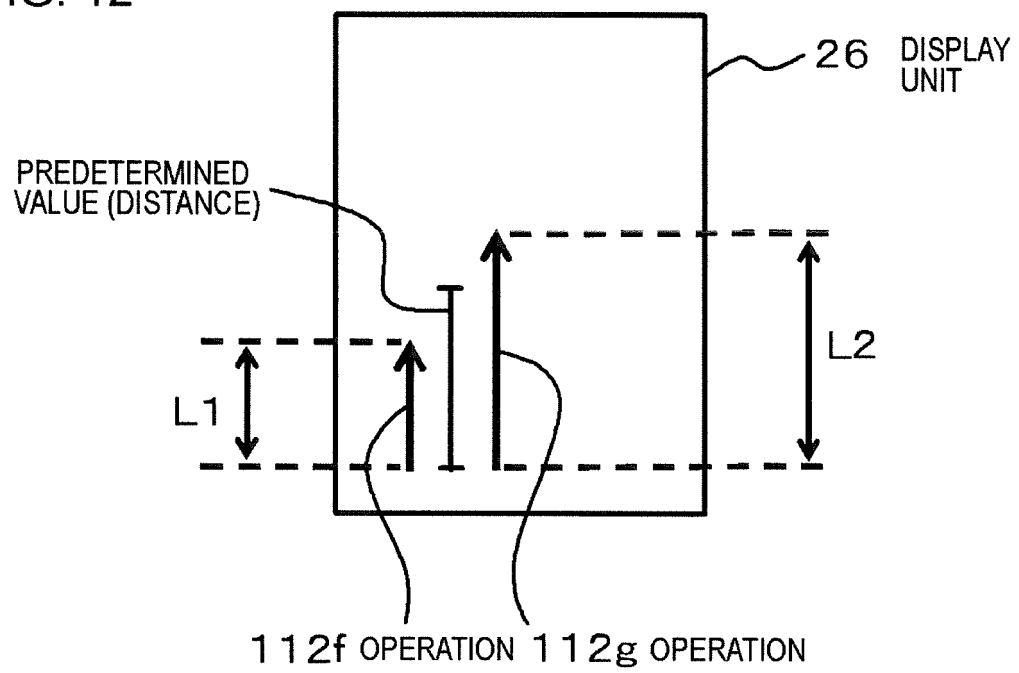 26 DISPLAY
UNIT
PREDETERMINED
VALUE (DISTANCE)
L2
L1
112f OPERATION 112g OPERATION